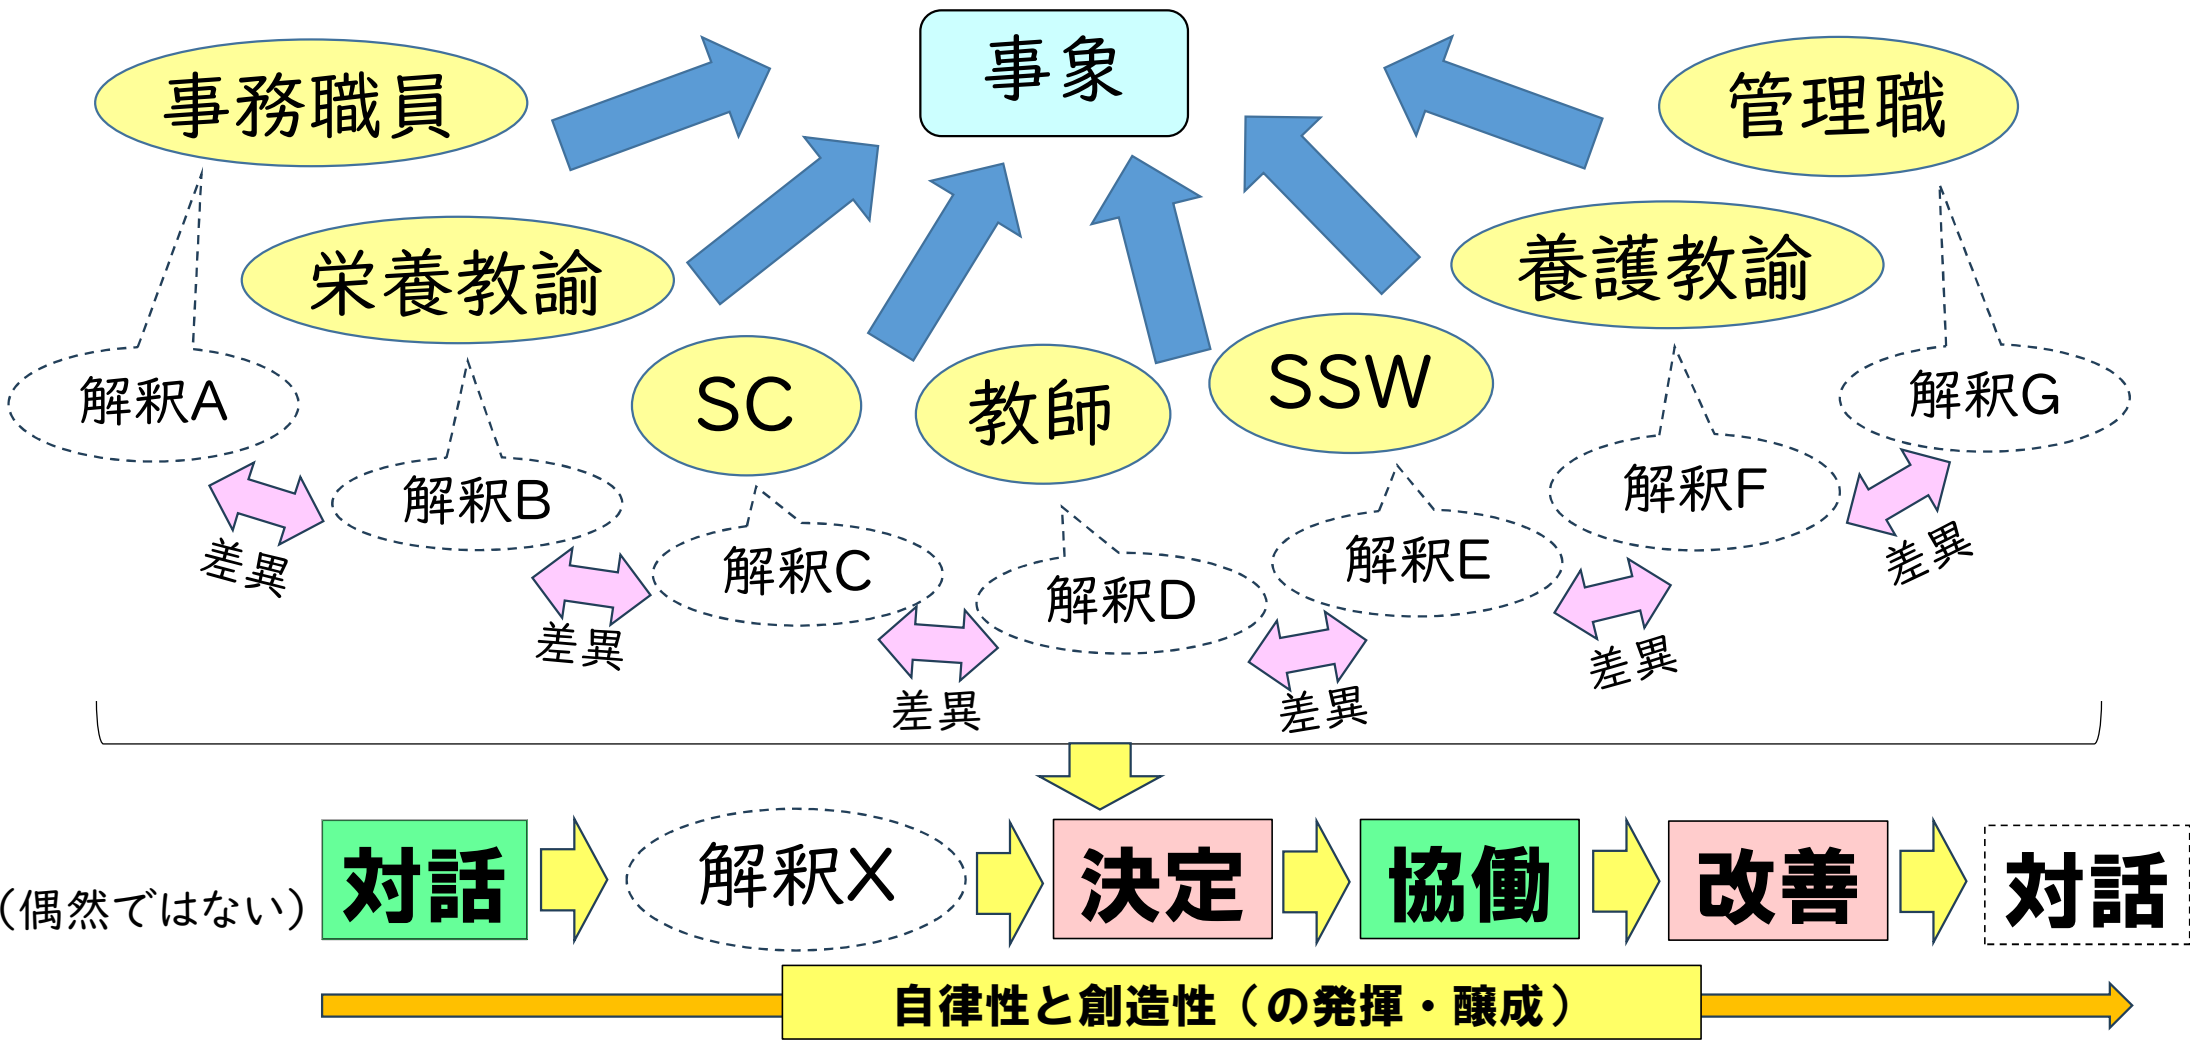 事象
事務職員
管理職
栄養教諭
養護教諭
SC
教師
SSW
解釈A
解釈B
解釈C
解釈D
解釈E
解釈F
解釈G
差異
差異
差異
差異
差異
差異
(偶然ではない)
対話
解釈X
決定
協働
改善
対話
自律性と創造性(の発揮・醸成)